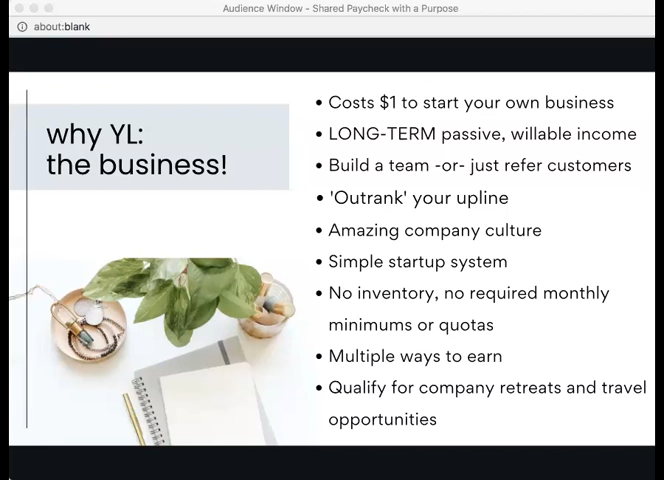 Audience Window - Shared Paycheck with a Purpose
about:blank
why YL:
the business!
• Costs $1 to start your own business
• LONG-TERM passive, willable income
• Build a team -or- just refer customers
• 'Outrank' your upline
• Amazing company culture
• Simple startup system
• No inventory, no required monthly
minimums or quotas
• Multiple ways to earn
• Qualify for company retreats and travel
opportunities